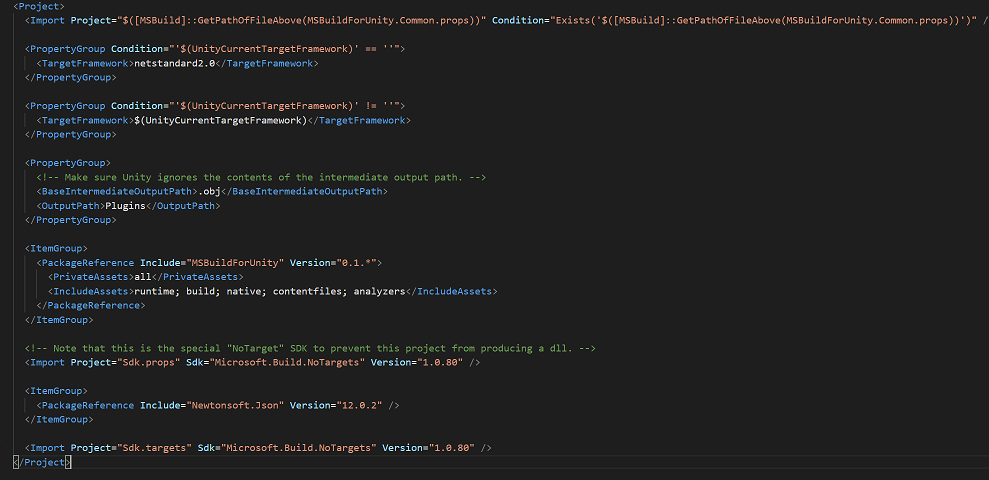 <Project>
<Import Project="$([MSBuild]::GetPathOfFileAbove(MSBuildForUnity.Common.props))" Condition="Exists('$([MSBuild]::GetPathOfFileAbove(MSBuildForUnity.Common.props))')" /
<PropertyGroup Condition="'$(UnityCurrentTargetFramework)' == ''">
<TargetFramework>netstandard2.0</TargetFramework>
</PropertyGroup>
<PropertyGroup Condition="'$(UnityCurrentTargetFramework)' != ''">
<TargetFramework>$(UnityCurrentTargetFramework)</TargetFramework>
</PropertyGroup>
<PropertyGroup>
<!-- Make sure Unity ignores the contents of the intermediate output path. -->
<BaseIntermediateOutputPath>.obj</BaseIntermediateOutputPath>
<OutputPath>Plugins</OutputPath>
</PropertyGroup>
<ItemGroup>
<PackageReference Include="MSBuildForUnity" Version="0.1.*">
<PrivateAssets>all</PrivateAssets>
<IncludeAssets>runtime; build; native; contentfiles; analyzers</IncludeAssets>
</PackageReference>
</ItemGroup>
<!-- Note that this is the special "NoTarget" SDK to prevent this project from producing a dll. -->
<Import Project="Sdk.props" Sdk="Microsoft.Build.NoTargets" Version="1.0.80" />
<ItemGroup>
<PackageReference Include="Newtonsoft.Json" Version="12.0.2" />
</ItemGroup>
<Import Project="Sdk.targets" Sdk="Microsoft.Build.NoTargets" Version="1.0.80" />
</Project>